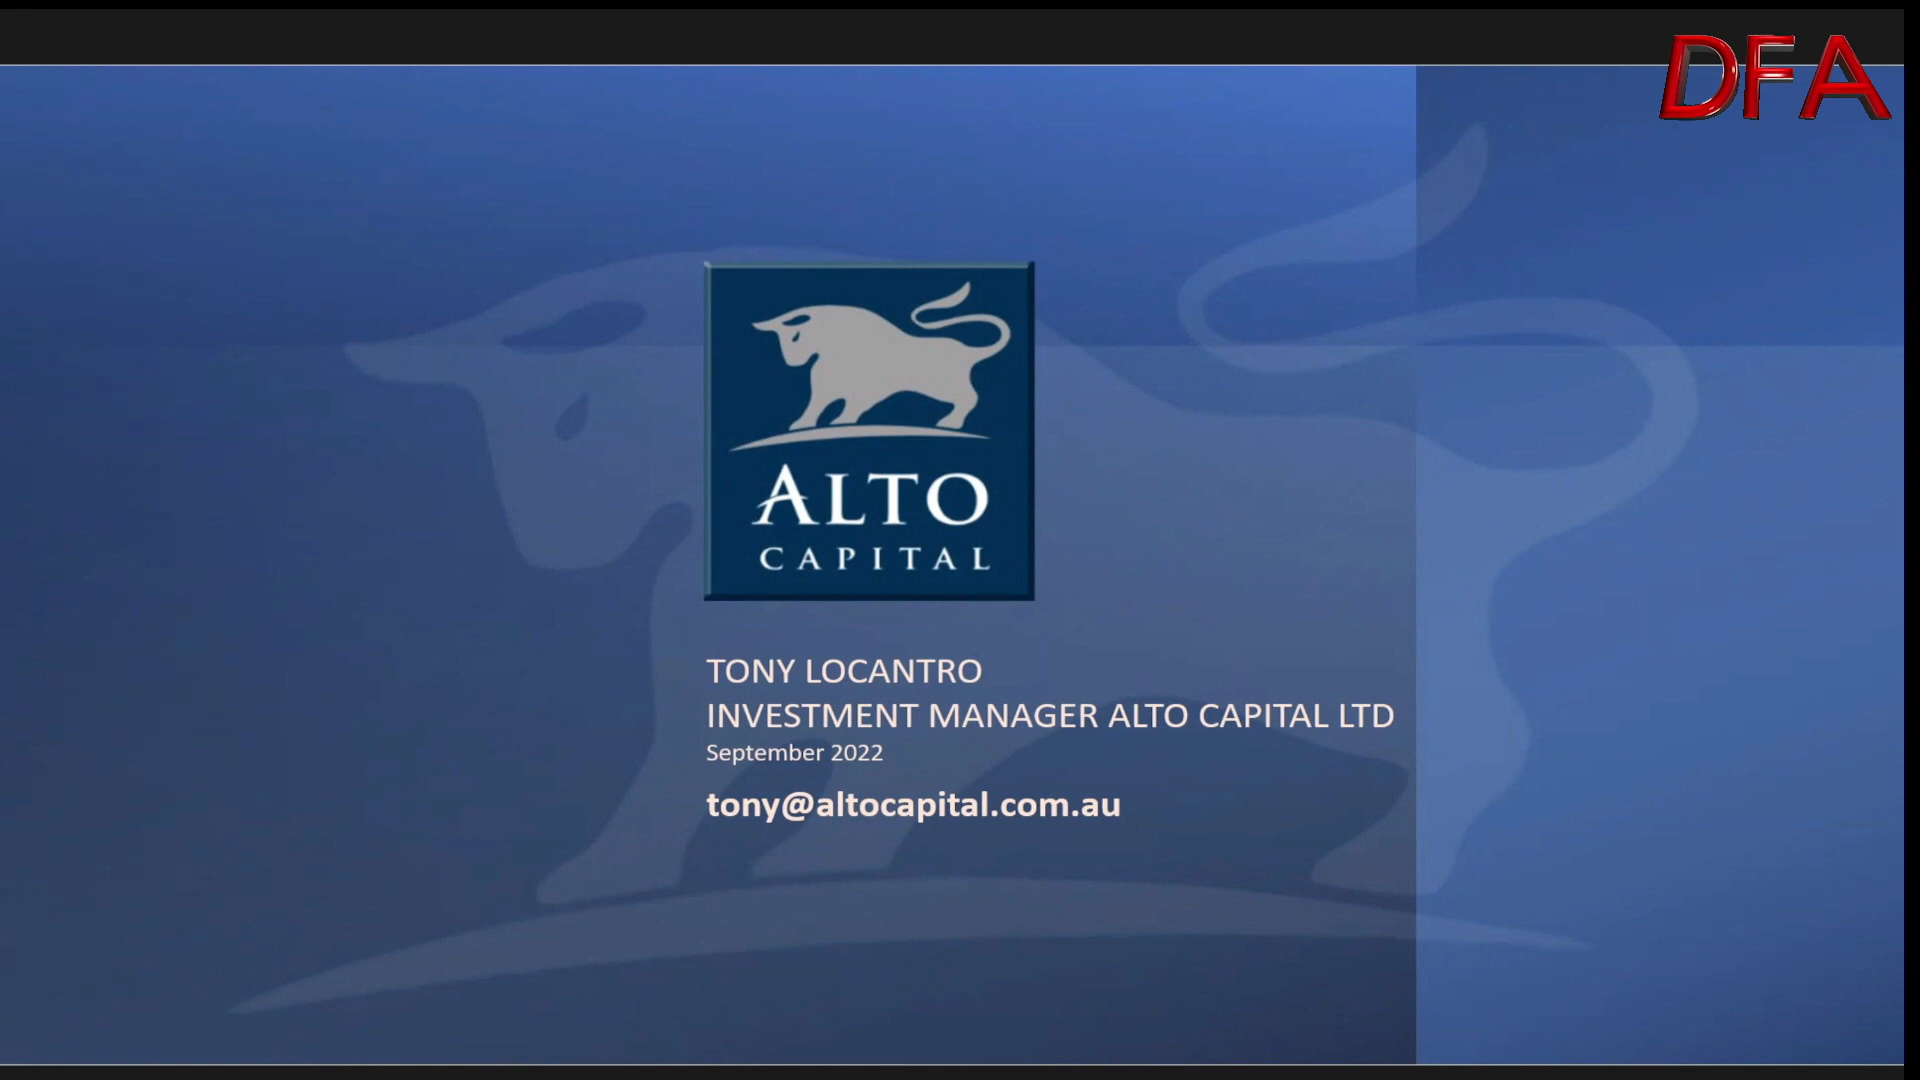 DFA
ALTO
CAPITAL
TONY LOCANTRO
INVESTMENT MANAGER ALTO CAPITAL LTD
September 2022
tony@altocapital.com.au